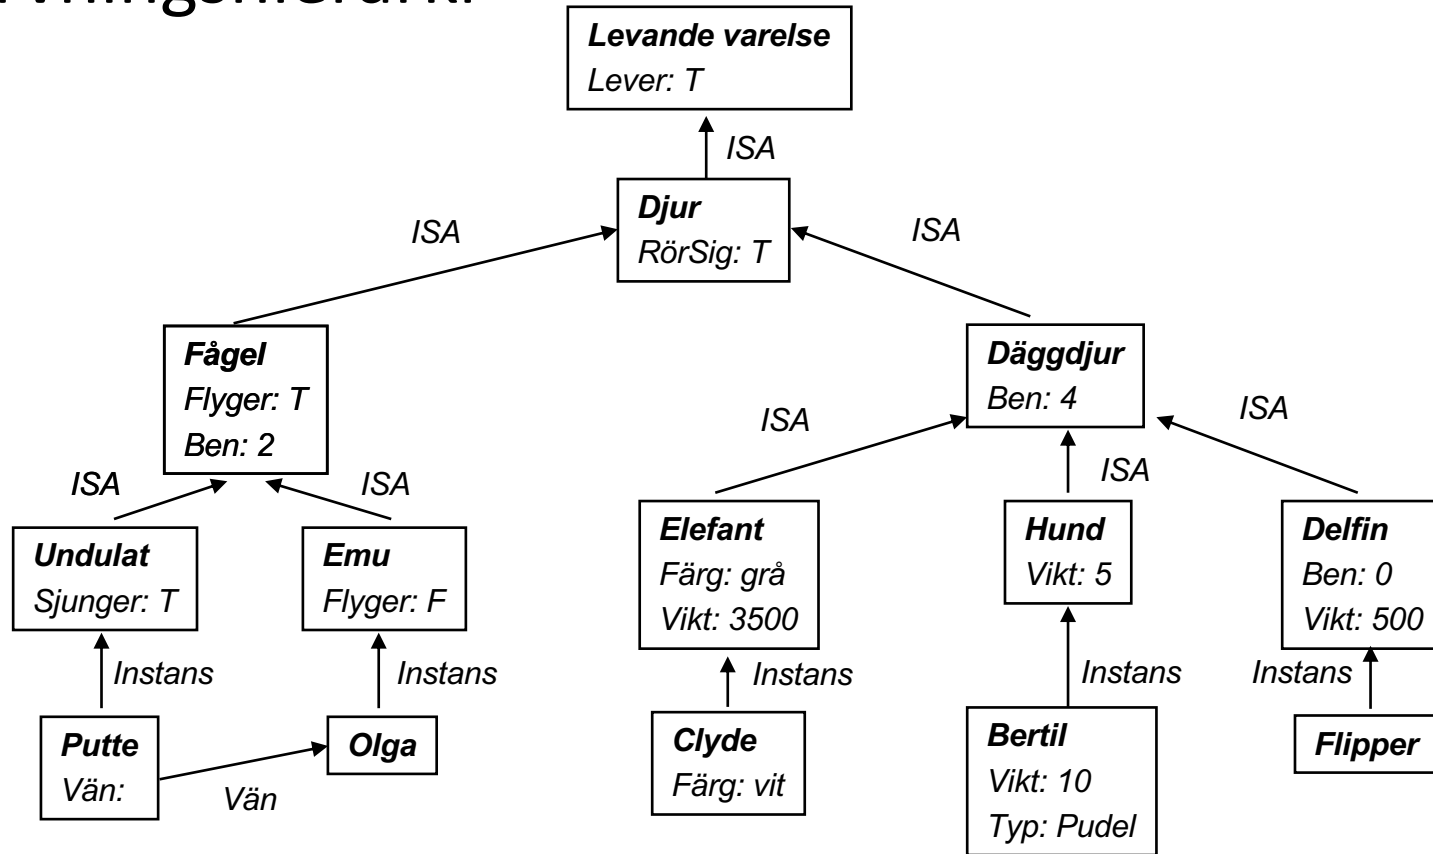 Levande varelse
Lever: T
ISA
Djur
RörSig: T
ISA
ISA
Fågel
Flyger: T
Ben: 2
Däggdjur
Ben: 4
ISA
ISA
ISA
ISA
ISA
Undulat
Sjunger: T
Emu
Flyger: F
Elefant
Färg: grå
Vikt: 3500
Hund
Vikt: 5
Delfin
Ben: 0
Vikt: 500
Instans
Instans
Instans
Instans
Instans
Putte
Vän:
Vän
Olga
Clyde
Färg: vit
Bertil
Vikt: 10
Typ: Pudel
Flipper